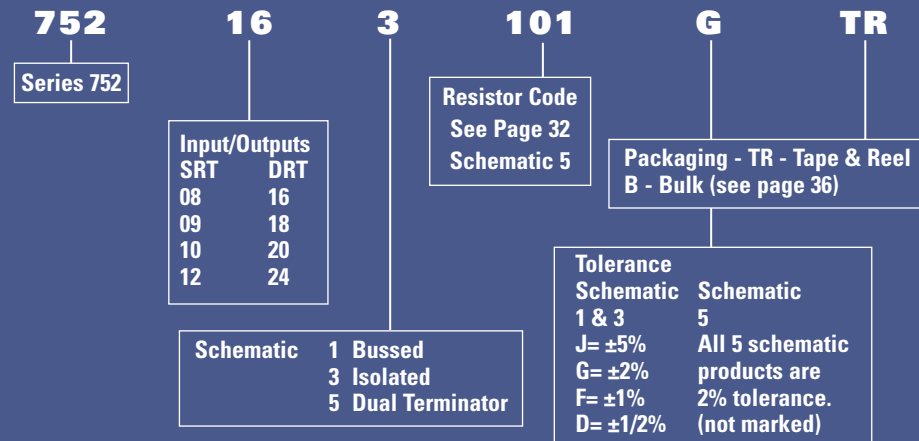 752 16 3 101 G TR
Series 752
Resistor Code
See Page 32
Schematic 5
Input/Outputs
SRT DRT
08 16
09 18
10 20
12 24
Packaging - TR - Tape & Reel
B - Bulk (see page 36)
Tolerance
Schematic Schematic
1 & 3 5
J= ±5% All 5 schematic
G= ±2% products are
F= ±1% 2% tolerance.
D= ±1/2% (not marked)
Schematic 1 Bussed
3 Isolated
5 Dual Terminator